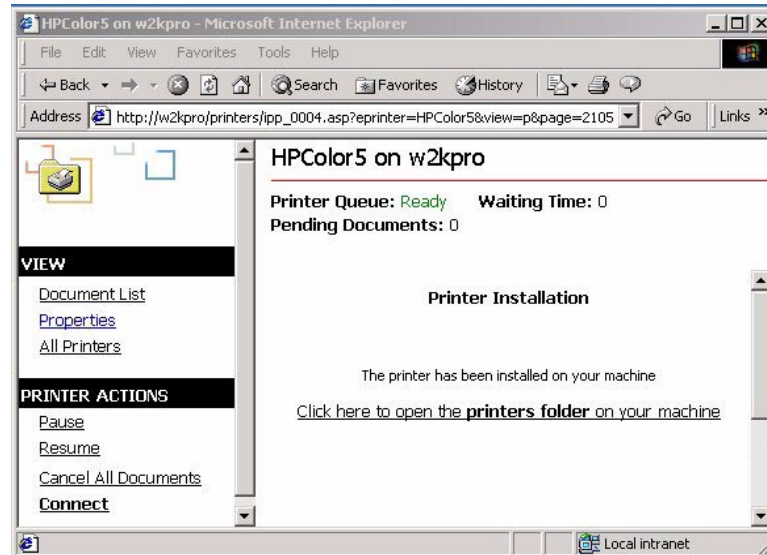 HPColor5 on w2kpro - Microsoft Internet Explorer
File Edit View Favorites Tools Help
Back Search Favorites History
Address http://w2kpro/printers/ipp_0004.asp?eprinter=HPColor5&view=p&page=2105 Go Links »
HPColor5 on w2kpro
Printer Queue: Ready Waiting Time: 0
Pending Documents: 0
VIEW
Document List
Properties
All Printers
PRINTER ACTIONS
Pause
Resume
Cancel All Documents
Connect
Printer Installation
The printer has been installed on your machine
Click here to open the printers folder on your machine
Local intranet